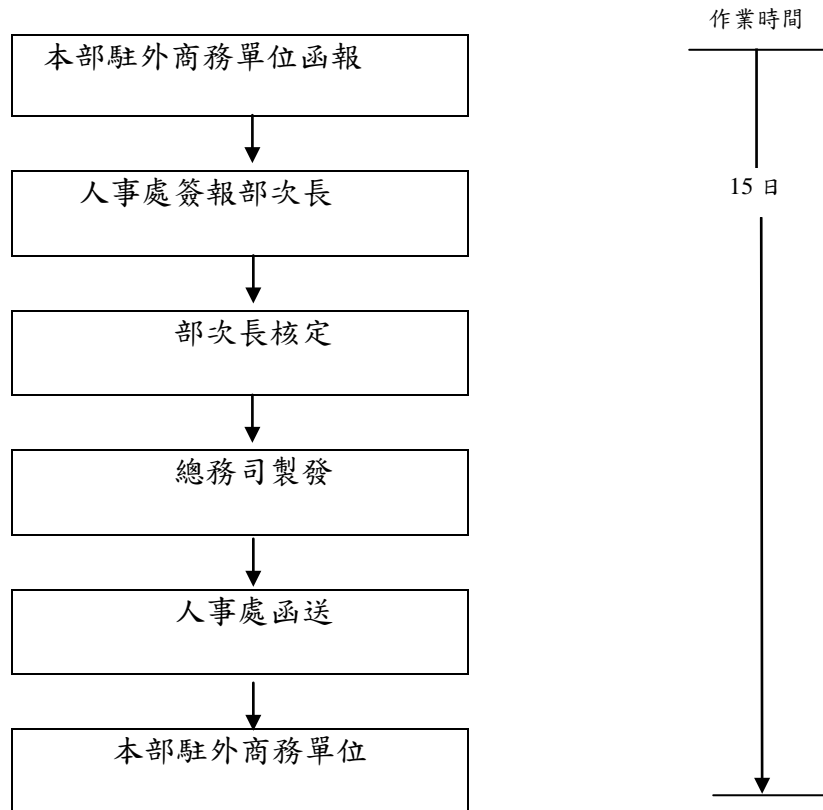 作業時間
本部駐外商務單位函報
人事處簽報部次長
15 日
部次長核定
總務司製發
人事處函送
本部駐外商務單位